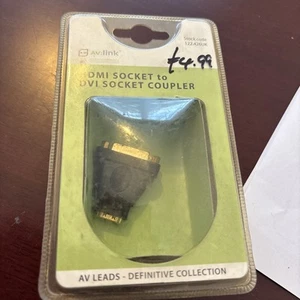 av:link
£4.99
HDMI SOCKET to
DVI SOCKET COUPLER
AV LEADS - DEFINITIVE COLLECTION